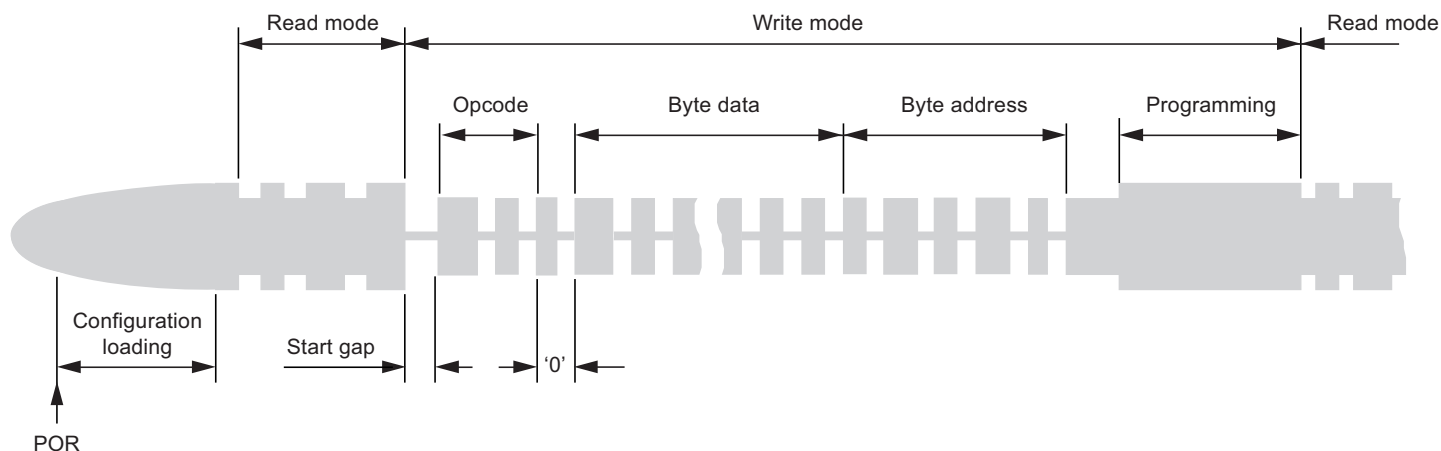 Read mode
Write mode
Read mode
Opcode
Byte data
Byte address
Programming
Configuration
loading
Start gap
‘0’
POR